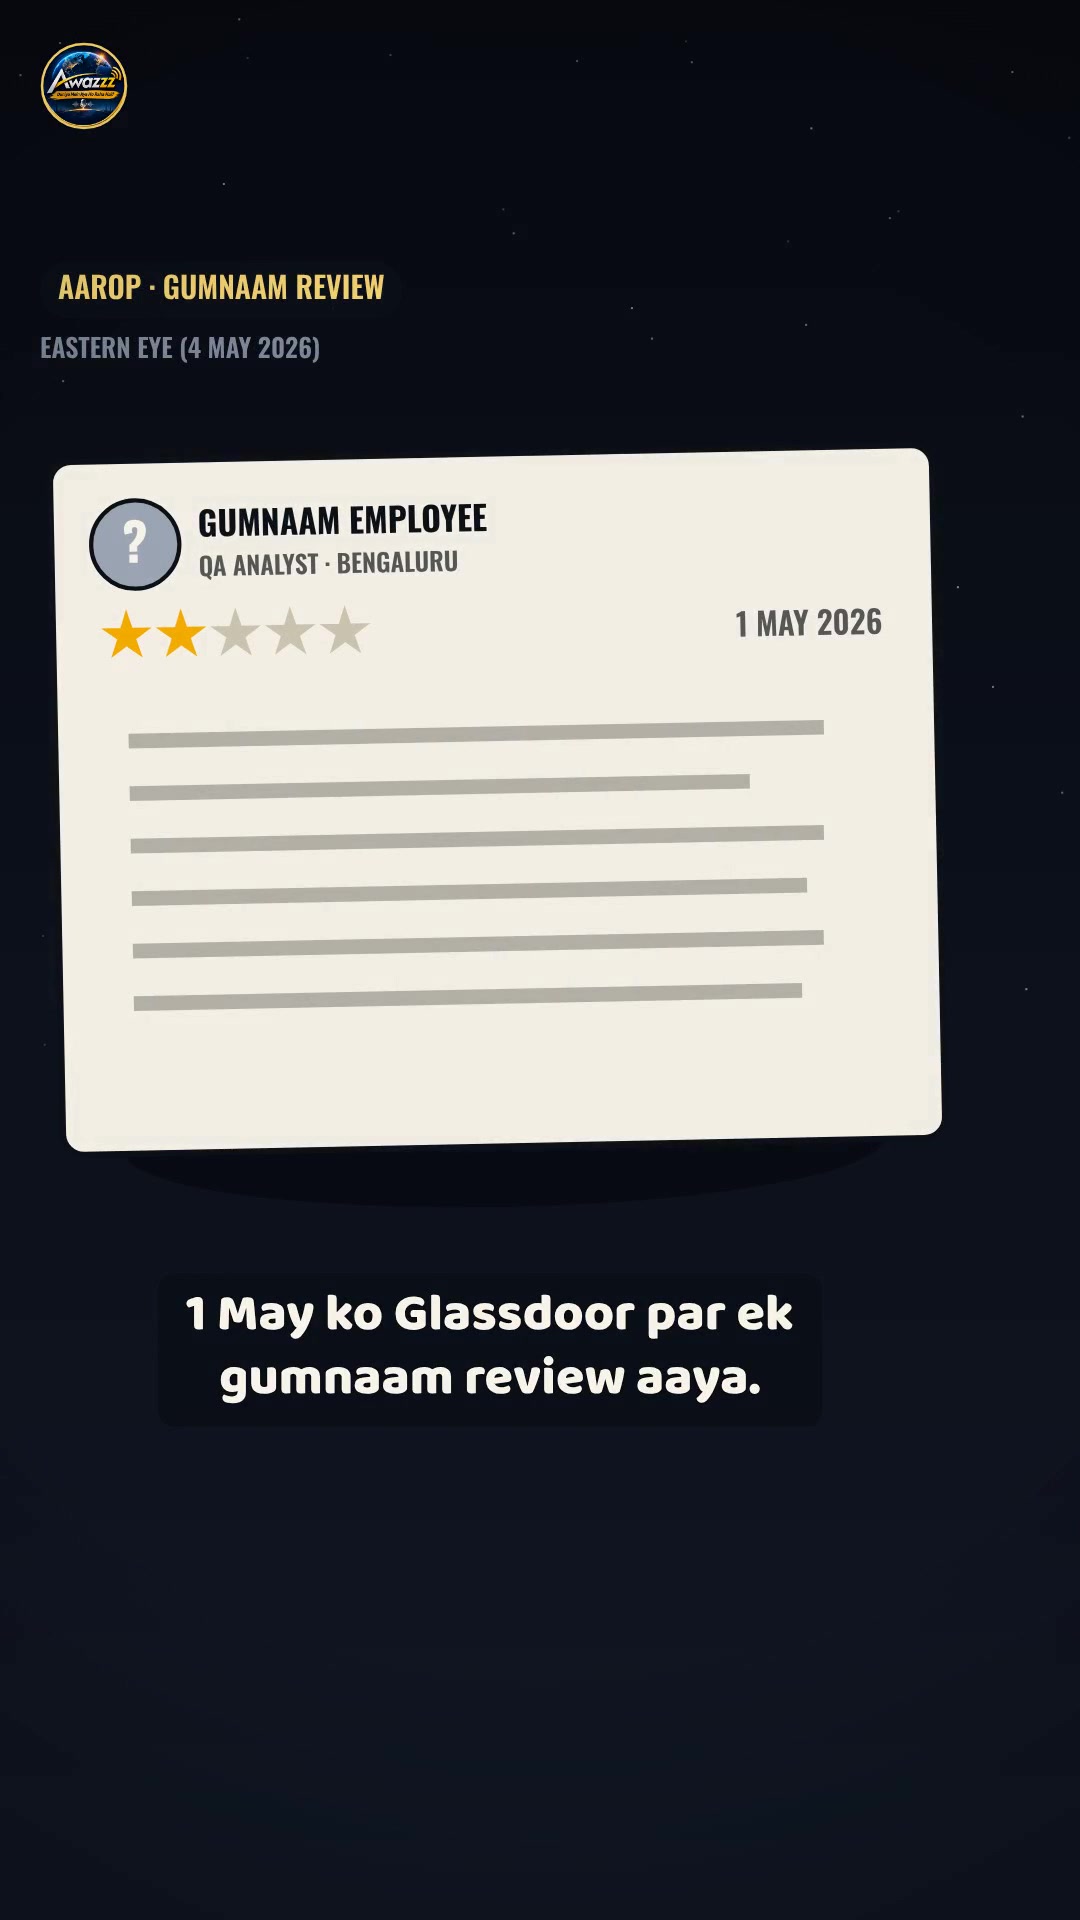 Awazzz
AAROP · GUMNAAM REVIEW
EASTERN EYE (4 MAY 2026)
?
GUMNAAM EMPLOYEE
QA ANALYST · BENGALURU
1 MAY 2026
1 May ko Glassdoor par ek
gumnaam review aaya.